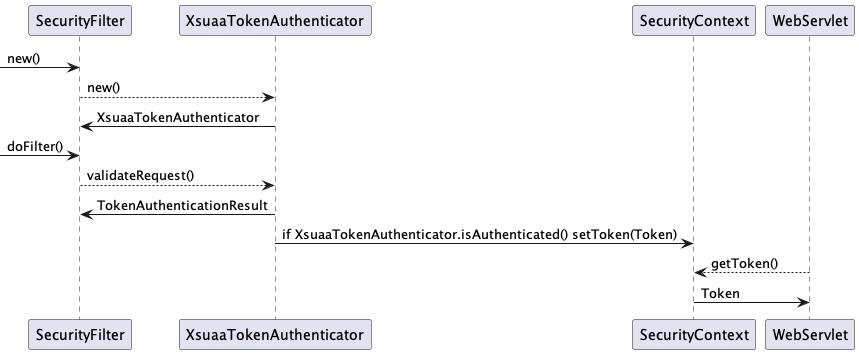 SecurityFilter
XsuaaTokenAuthenticator
SecurityContext
WebServlet
new()
new()
XsuaaTokenAuthenticator
doFilter()
validateRequest()
TokenAuthenticationResult
if XsuaaTokenAuthenticator.isAuthenticated() setToken(Token)
getToken()
Token
SecurityFilter
XsuaaTokenAuthenticator
SecurityContext
WebServlet